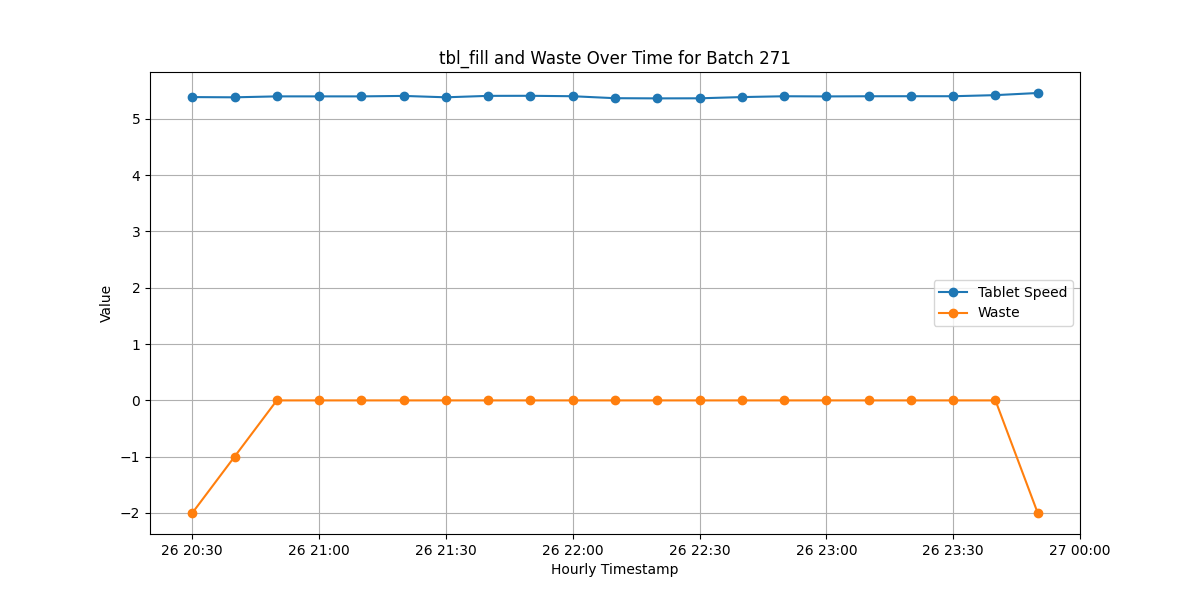 tbl_fill and Waste Over Time for Batch 271
5
4
3
2
1
0
−1
−2
Value
Tablet Speed
Waste
26 20:30 26 21:00 26 21:30 26 22:00 26 22:30 26 23:00 26 23:30 27 00:00
Hourly Timestamp